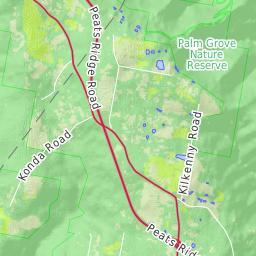 Peats Ridge Road
Palm Grove
Nature
Reserve
Konda Road
Kilkenny Road
Peats Rid